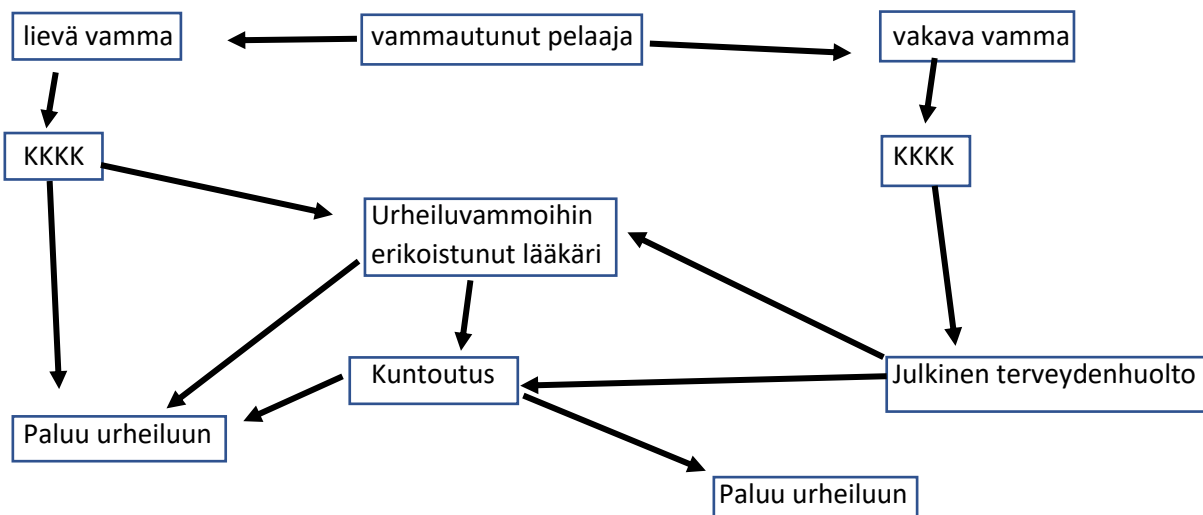 lievä vamma
vammautunut pelaaja
vakava vamma
KKKK
KKKK
Urheiluvammoihin
erikoistunut lääkäri
Kuntoutus
Julkinen terveydenhuolto
Paluu urheiluun
Paluu urheiluun